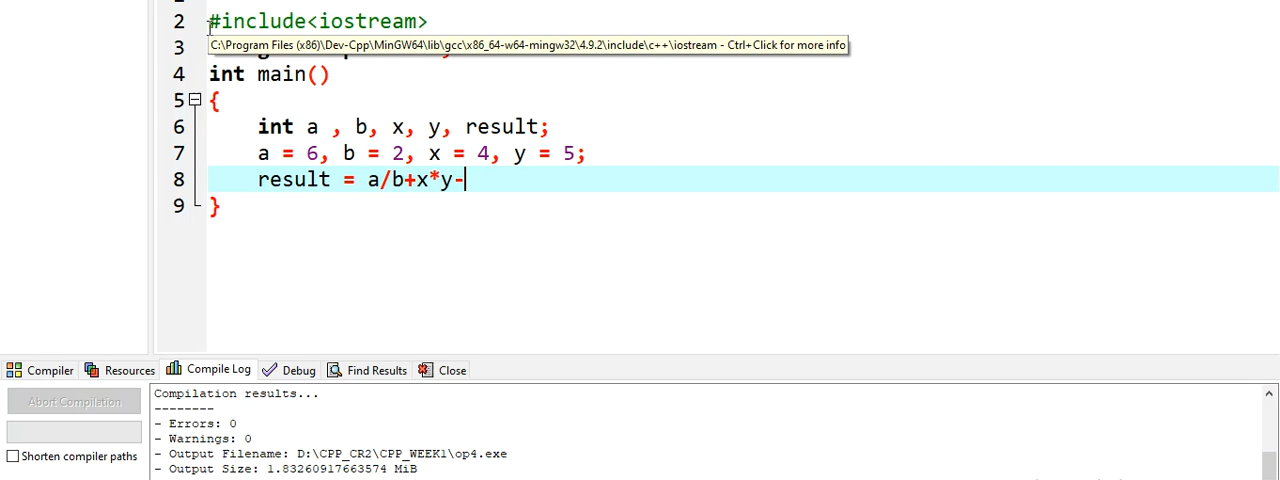 2 #include<iostream>
C:\Program Files (x86)\Dev-Cpp\MinGW64\lib\gcc\x86_64-w64-mingw32\4.9.2\include\c++\iostream - Ctrl+Click for more info
3
4 int main()
5 {
6 int a , b, x, y, result;
7 a = 6, b = 2, x = 4, y = 5;
8 result = a/b+x*y-
9 }
Compiler Resources Compile Log Debug Find Results Close
Abort Compilation
Shorten compiler paths
Compilation results...
--------
- Errors: 0
- Warnings: 0
- Output Filename: D:\CPP_CR2\CPP_WEEK1\op4.exe
- Output Size: 1.83260917663574 MiB